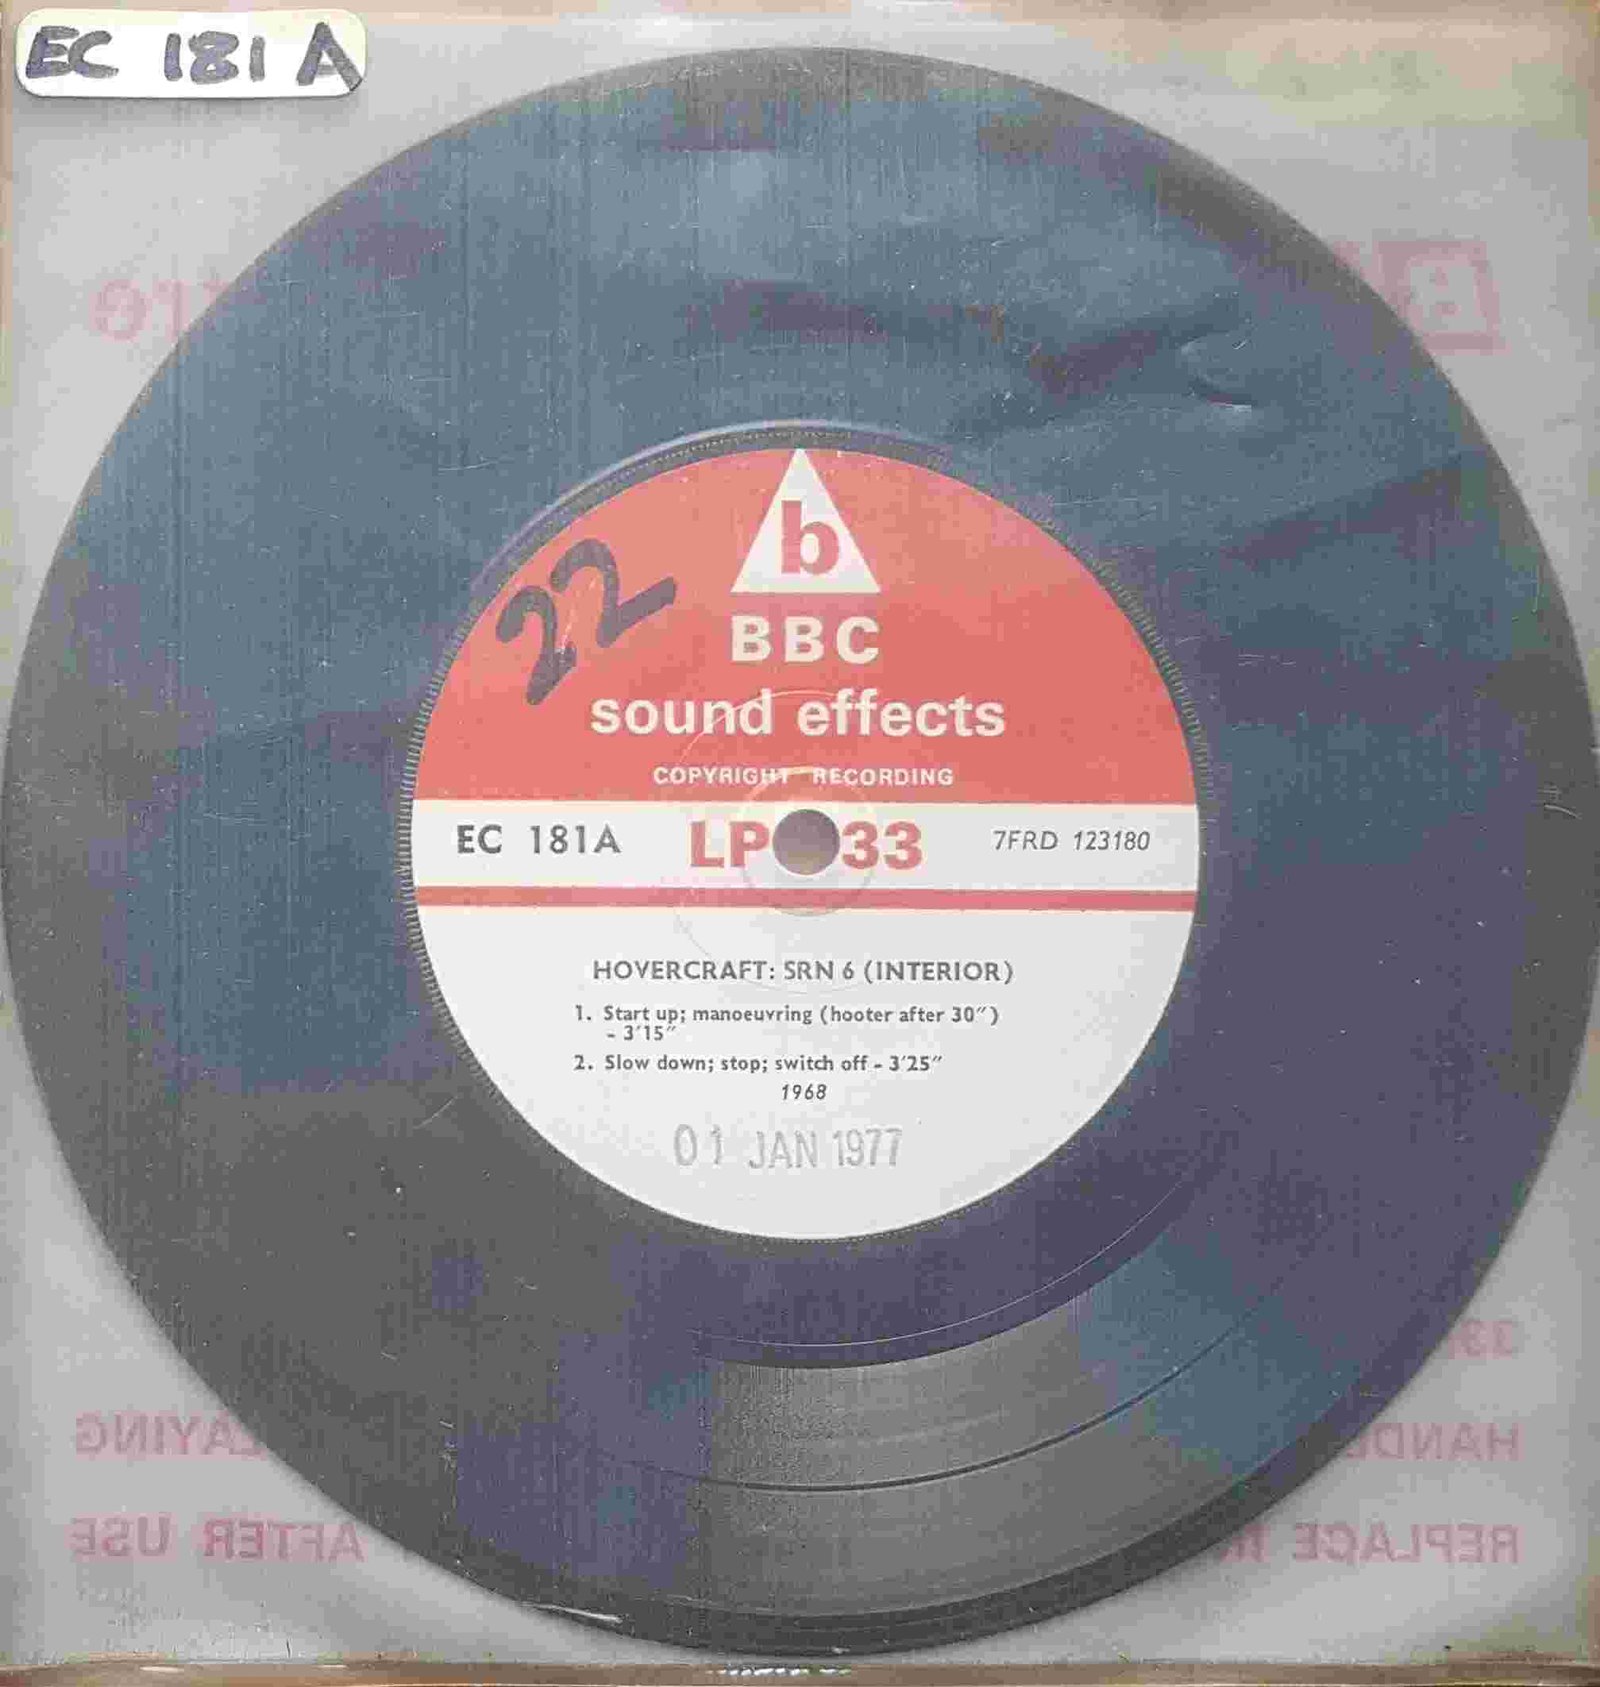 EC 181 A
22
b
BBC
sound effects
COPYRIGHT RECORDING
EC 181A LP 33 7FRD 123180
HOVERCRAFT: SRN 6 (INTERIOR)
1. Start up; manoeuvring (hooter after 30")
- 3'15"
2. Slow down; stop; switch off - 3'25"
1968
01 JAN 1977
REPLACE AFTER USE